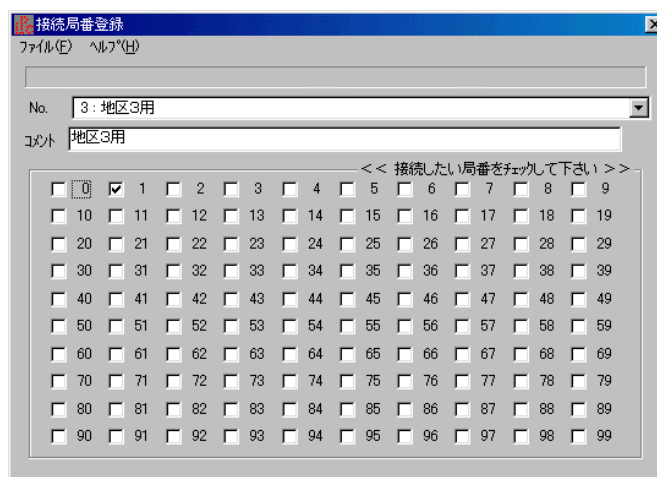 接続局番登録
ファイル(F) ヘルプ(H)
No. 3 : 地区3用
コメント 地区3用
<< 接続したい局番をチェックして下さい >>
0 1 2 3 4 5 6 7 8 9
10 11 12 13 14 15 16 17 18 19
20 21 22 23 24 25 26 27 28 29
30 31 32 33 34 35 36 37 38 39
40 41 42 43 44 45 46 47 48 49
50 51 52 53 54 55 56 57 58 59
60 61 62 63 64 65 66 67 68 69
70 71 72 73 74 75 76 77 78 79
80 81 82 83 84 85 86 87 88 89
90 91 92 93 94 95 96 97 98 99